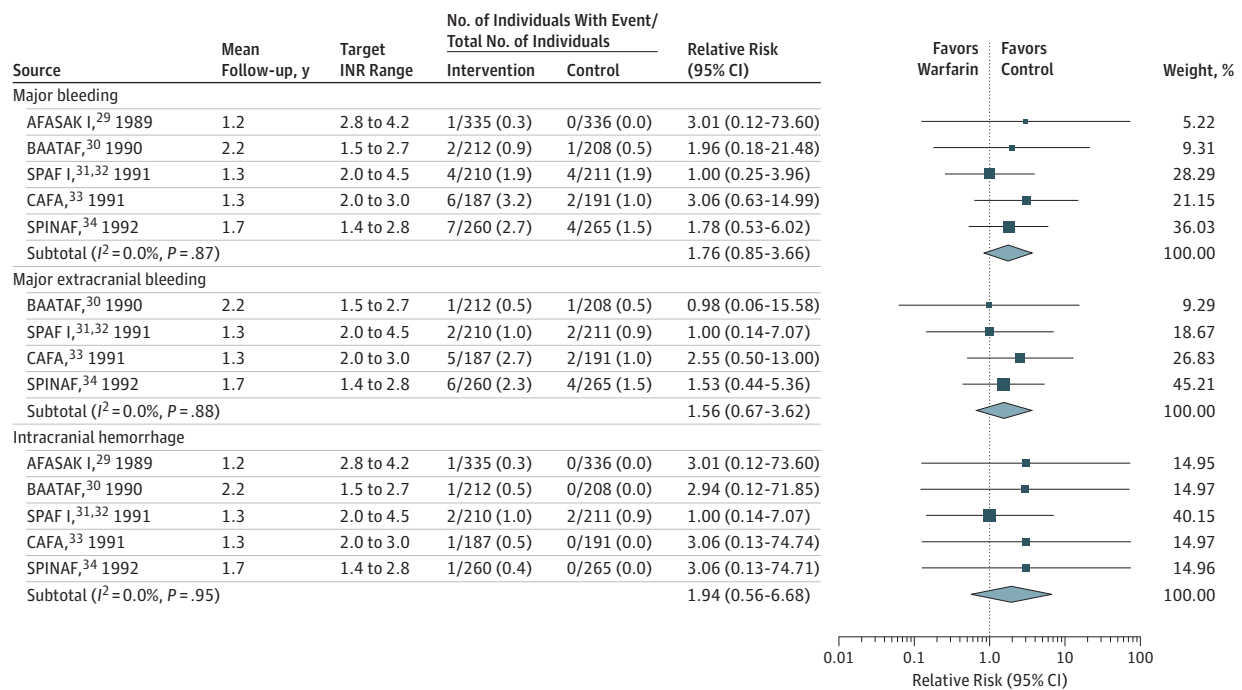 No. of Individuals With Event/
Total No. of Individuals
Source Mean Follow-up, y Target INR Range Intervention Control Relative Risk (95% CI) Favors Warfarin Favors Control Weight, %
Major bleeding
AFASAK I,29 1989 1.2 2.8 to 4.2 1/335 (0.3) 0/336 (0.0) 3.01 (0.12-73.60) 5.22
BAATAF,30 1990 2.2 1.5 to 2.7 2/212 (0.9) 1/208 (0.5) 1.96 (0.18-21.48) 9.31
SPAF I,31,32 1991 1.3 2.0 to 4.5 4/210 (1.9) 4/211 (1.9) 1.00 (0.25-3.96) 28.29
CAFA,33 1991 1.3 2.0 to 3.0 6/187 (3.2) 2/191 (1.0) 3.06 (0.63-14.99) 21.15
SPINAF,34 1992 1.7 1.4 to 2.8 7/260 (2.7) 4/265 (1.5) 1.78 (0.53-6.02) 36.03
Subtotal (I2 = 0.0%, P = .87) 1.76 (0.85-3.66) 100.00
Major extracranial bleeding
BAATAF,30 1990 2.2 1.5 to 2.7 1/212 (0.5) 1/208 (0.5) 0.98 (0.06-15.58) 9.29
SPAF I,31,32 1991 1.3 2.0 to 4.5 2/210 (1.0) 2/211 (0.9) 1.00 (0.14-7.07) 18.67
CAFA,33 1991 1.3 2.0 to 3.0 5/187 (2.7) 2/191 (1.0) 2.55 (0.50-13.00) 26.83
SPINAF,34 1992 1.7 1.4 to 2.8 6/260 (2.3) 4/265 (1.5) 1.53 (0.44-5.36) 45.21
Subtotal (I2 = 0.0%, P = .88) 1.56 (0.67-3.62) 100.00
Intracranial hemorrhage
AFASAK I,29 1989 1.2 2.8 to 4.2 1/335 (0.3) 0/336 (0.0) 3.01 (0.12-73.60) 14.95
BAATAF,30 1990 2.2 1.5 to 2.7 1/212 (0.5) 0/208 (0.0) 2.94 (0.12-71.85) 14.97
SPAF I,31,32 1991 1.3 2.0 to 4.5 2/210 (1.0) 2/211 (0.9) 1.00 (0.14-7.07) 40.15
CAFA,33 1991 1.3 2.0 to 3.0 1/187 (0.5) 0/191 (0.0) 3.06 (0.13-74.74) 14.97
SPINAF,34 1992 1.7 1.4 to 2.8 1/260 (0.4) 0/265 (0.0) 3.06 (0.13-74.71) 14.96
Subtotal (I2 = 0.0%, P = .95) 1.94 (0.56-6.68) 100.00
0.01 0.1 1.0 10 100
Relative Risk (95% CI)